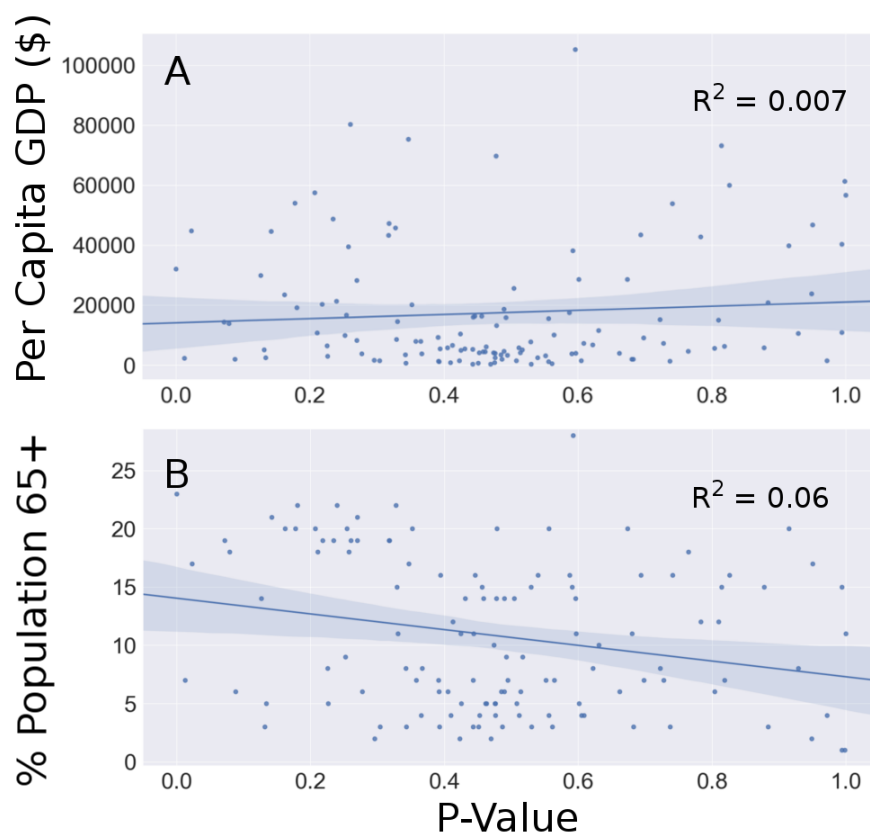 Per Capita GDP ($)
A
R² = 0.007
100000
80000
60000
40000
20000
0
0.0 0.2 0.4 0.6 0.8 1.0
% Population 65+
B
R² = 0.06
25
20
15
10
5
0
0.0 0.2 0.4 0.6 0.8 1.0
P-Value